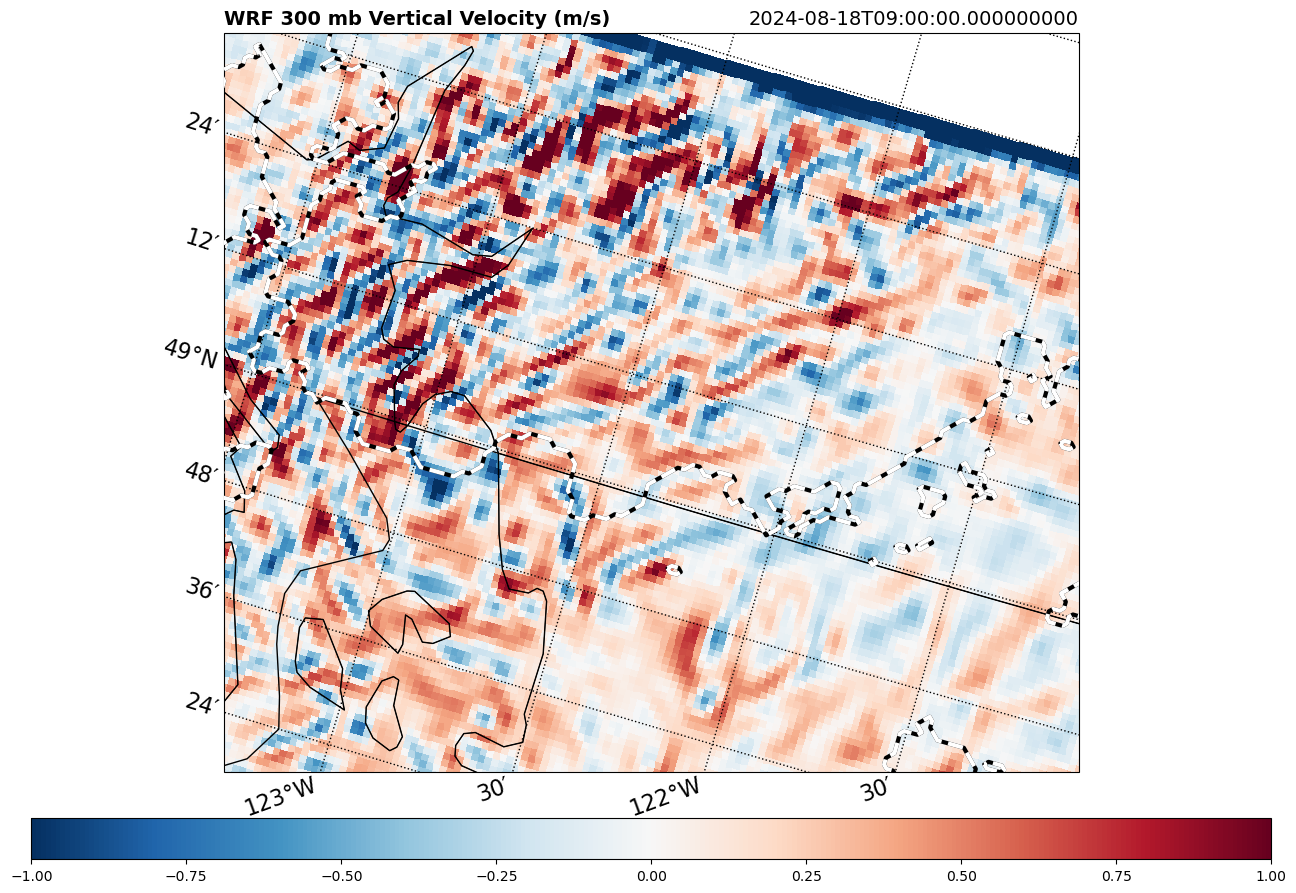 WRF 300 mb Vertical Velocity (m/s) 2024-08-18T09:00:00.000000000
24′
12′
49°N
48′
36′
24′
123°W 30′ 122°W 30′
−1.00 −0.75 −0.50 −0.25 0.00 0.25 0.50 0.75 1.00